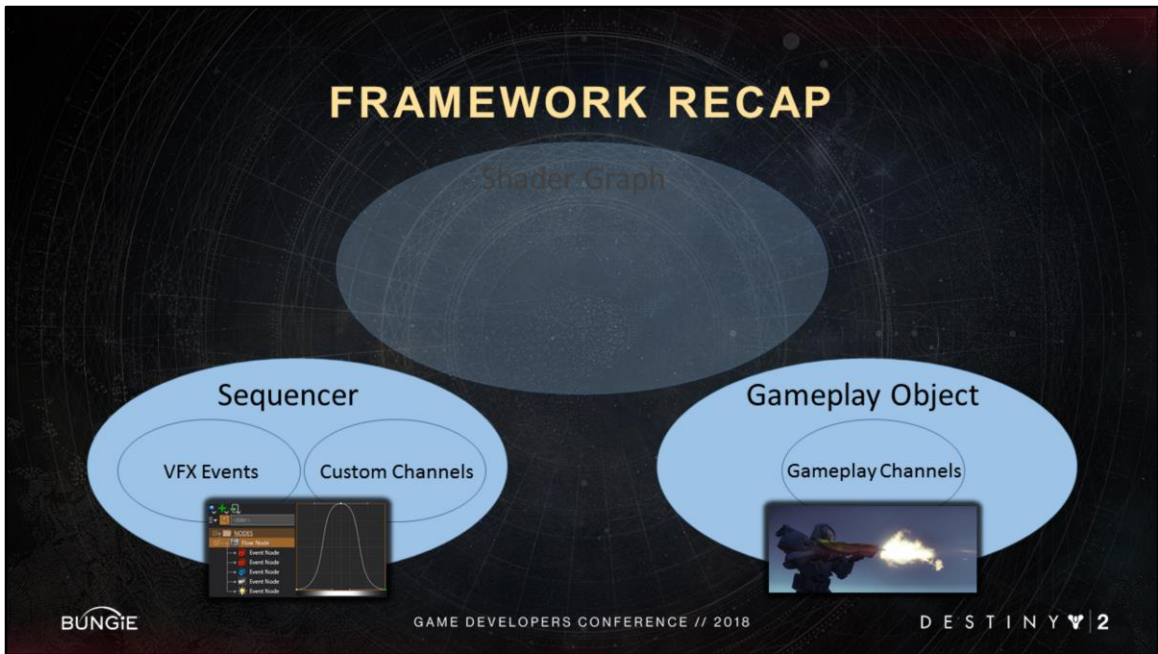 FRAMEWORK RECAP
Shader Graph
Sequencer
Gameplay Object
VFX Events
Custom Channels
Gameplay Channels
NODES
Flow Node
Event Node
Event Node
Event Node
Event Node
Event Node
BUNGiE
GAME DEVELOPERS CONFERENCE // 2018
DESTINY 2